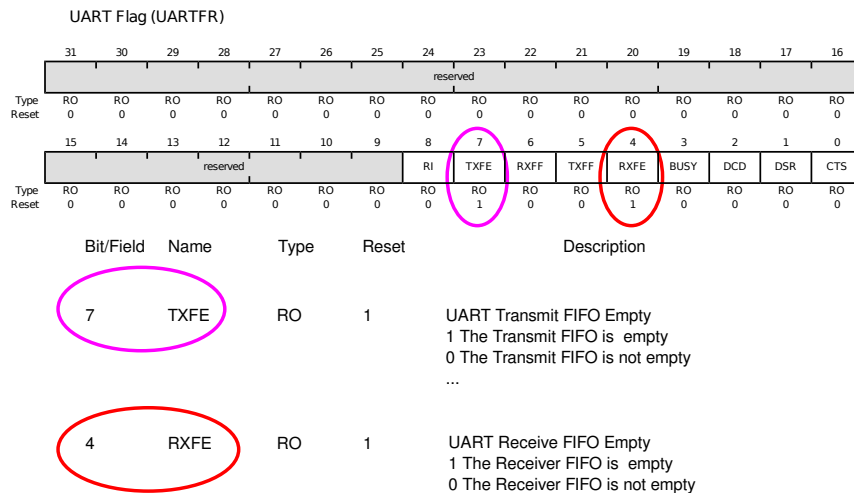 UART Flag (UARTFR)
31 30 29 28 27 26 25 24 23 22 21 20 19 18 17 16
reserved
Type RO RO RO RO RO RO RO RO RO RO RO RO RO RO RO RO
Reset 0 0 0 0 0 0 0 0 0 0 0 0 0 0 0 0
15 14 13 12 11 10 9 8 7 6 5 4 3 2 1 0
reserved RI TXFE RXFF TXFF RXFE BUSY DCD DSR CTS
Type RO RO RO RO RO RO RO RO RO RO RO RO RO RO RO RO
Reset 0 0 0 0 0 0 0 0 1 0 0 1 0 0 0 0
Bit/Field Name Type Reset Description
7 TXFE RO 1 UART Transmit FIFO Empty
1 The Transmit FIFO is empty
0 The Transmit FIFO is not empty
...
4 RXFE RO 1 UART Receive FIFO Empty
1 The Receiver FIFO is empty
0 The Receiver FIFO is not empty